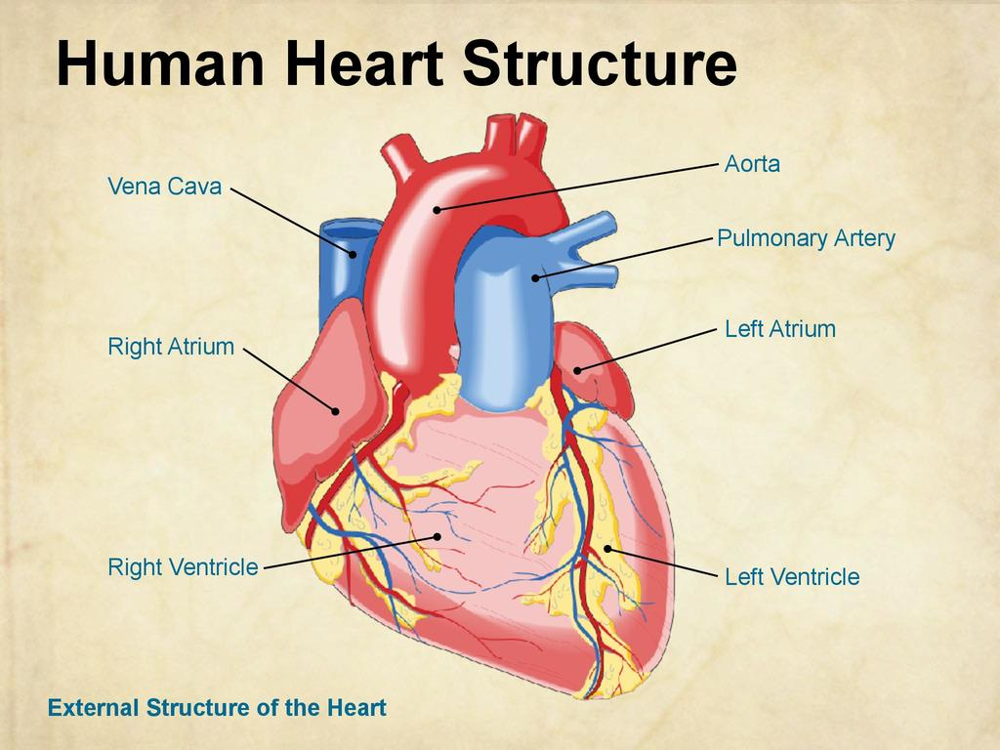 Human Heart Structure
Vena Cava
Aorta
Pulmonary Artery
Right Atrium
Left Atrium
Right Ventricle
Left Ventricle
External Structure of the Heart